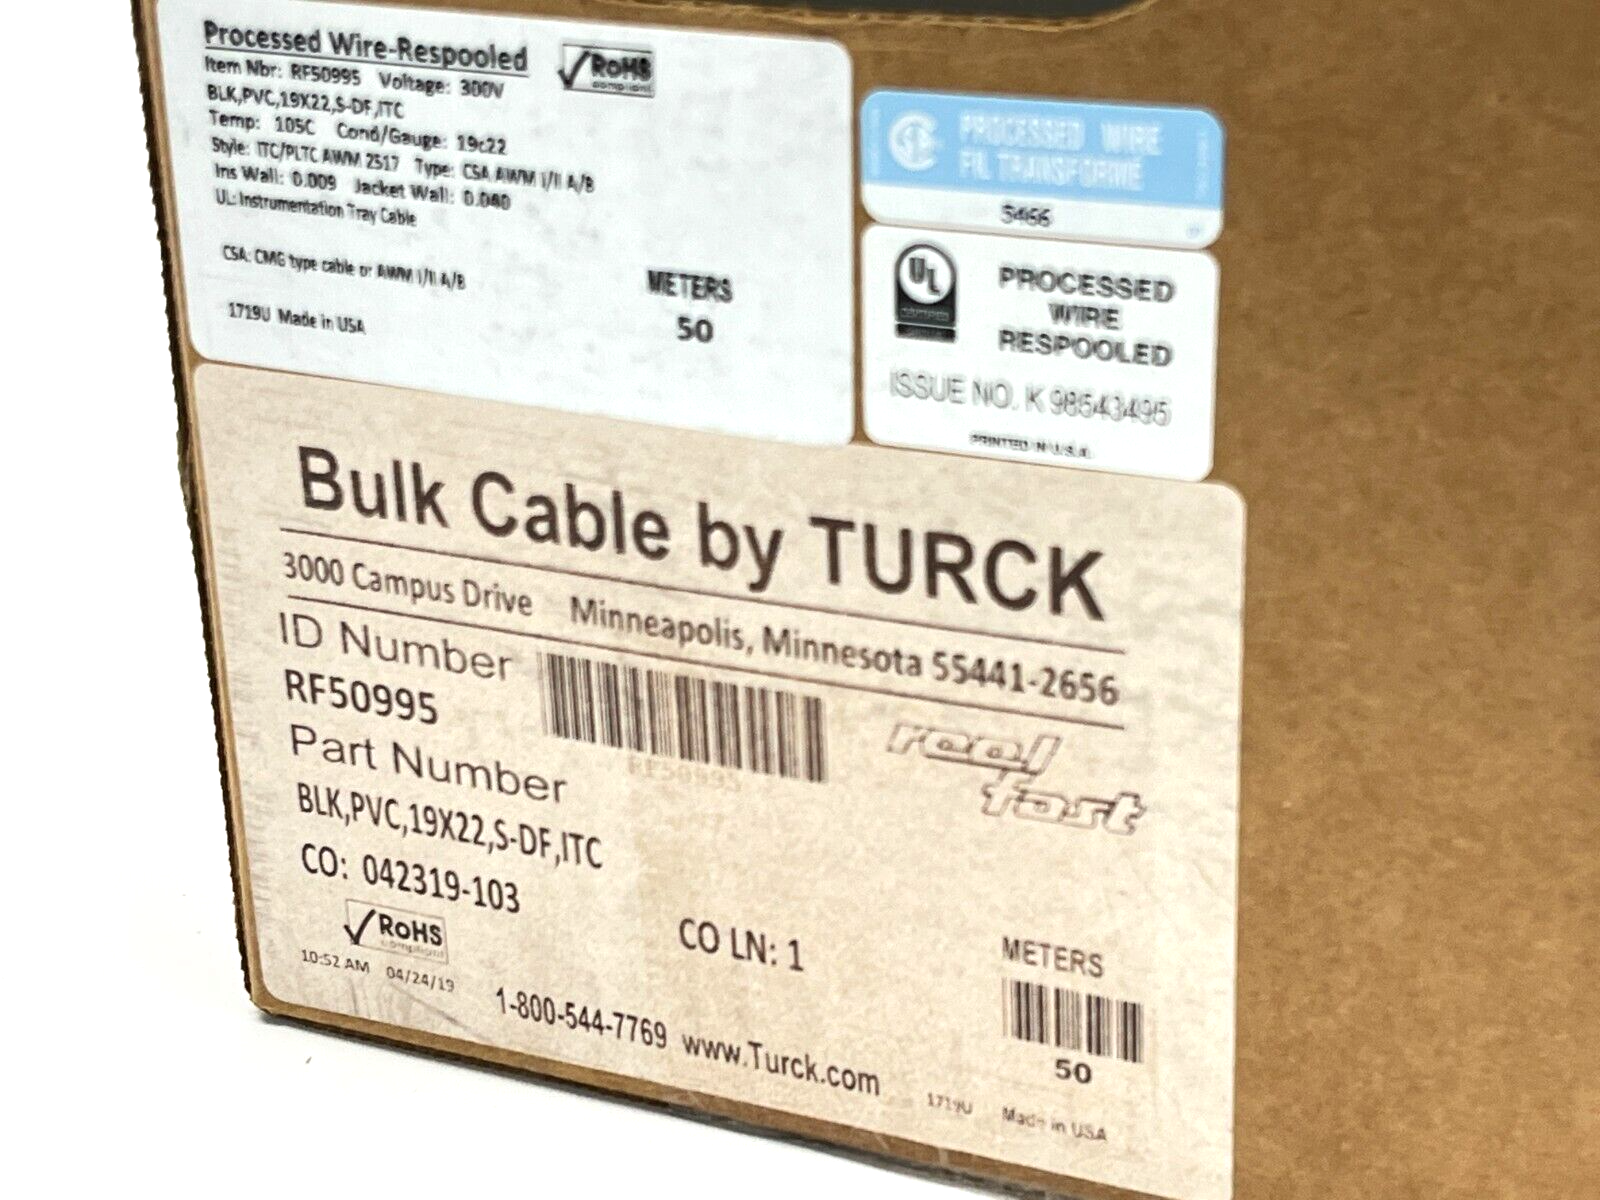 Processed Wire-Respooled
RoHS
compliant
Item Nbr: RF50995 Voltage: 300V
BLK,PVC,19X22,S-DF,ITC
Temp: 105C Cond/Gauge: 19c22
Style: ITC/PLTC AWM 2517 Type: CSA AWM I/II A/B
Ins Wall: 0.009 Jacket Wall: 0.040
UL: Instrumentation Tray Cable
CSA: CMG type cable or AWM I/II A/B
METERS
50
1719U Made in USA
PROCESSED WIRE
FIL TRANSFORMÉ
5466
UL
CERTIFIED
PROCESSED
WIRE
RESPOOLED
ISSUE NO. K 98543495
PRINTED IN U.S.A.
Bulk Cable by TURCK
3000 Campus Drive Minneapolis, Minnesota 55441-2656
ID Number
RF50995
RF50995
reel
fast
Part Number
BLK,PVC,19X22,S-DF,ITC
CO: 042319-103
CO LN: 1
METERS
50
RoHS
compliant
10:52 AM 04/24/19
1-800-544-7769 www.Turck.com
1719U Made in USA